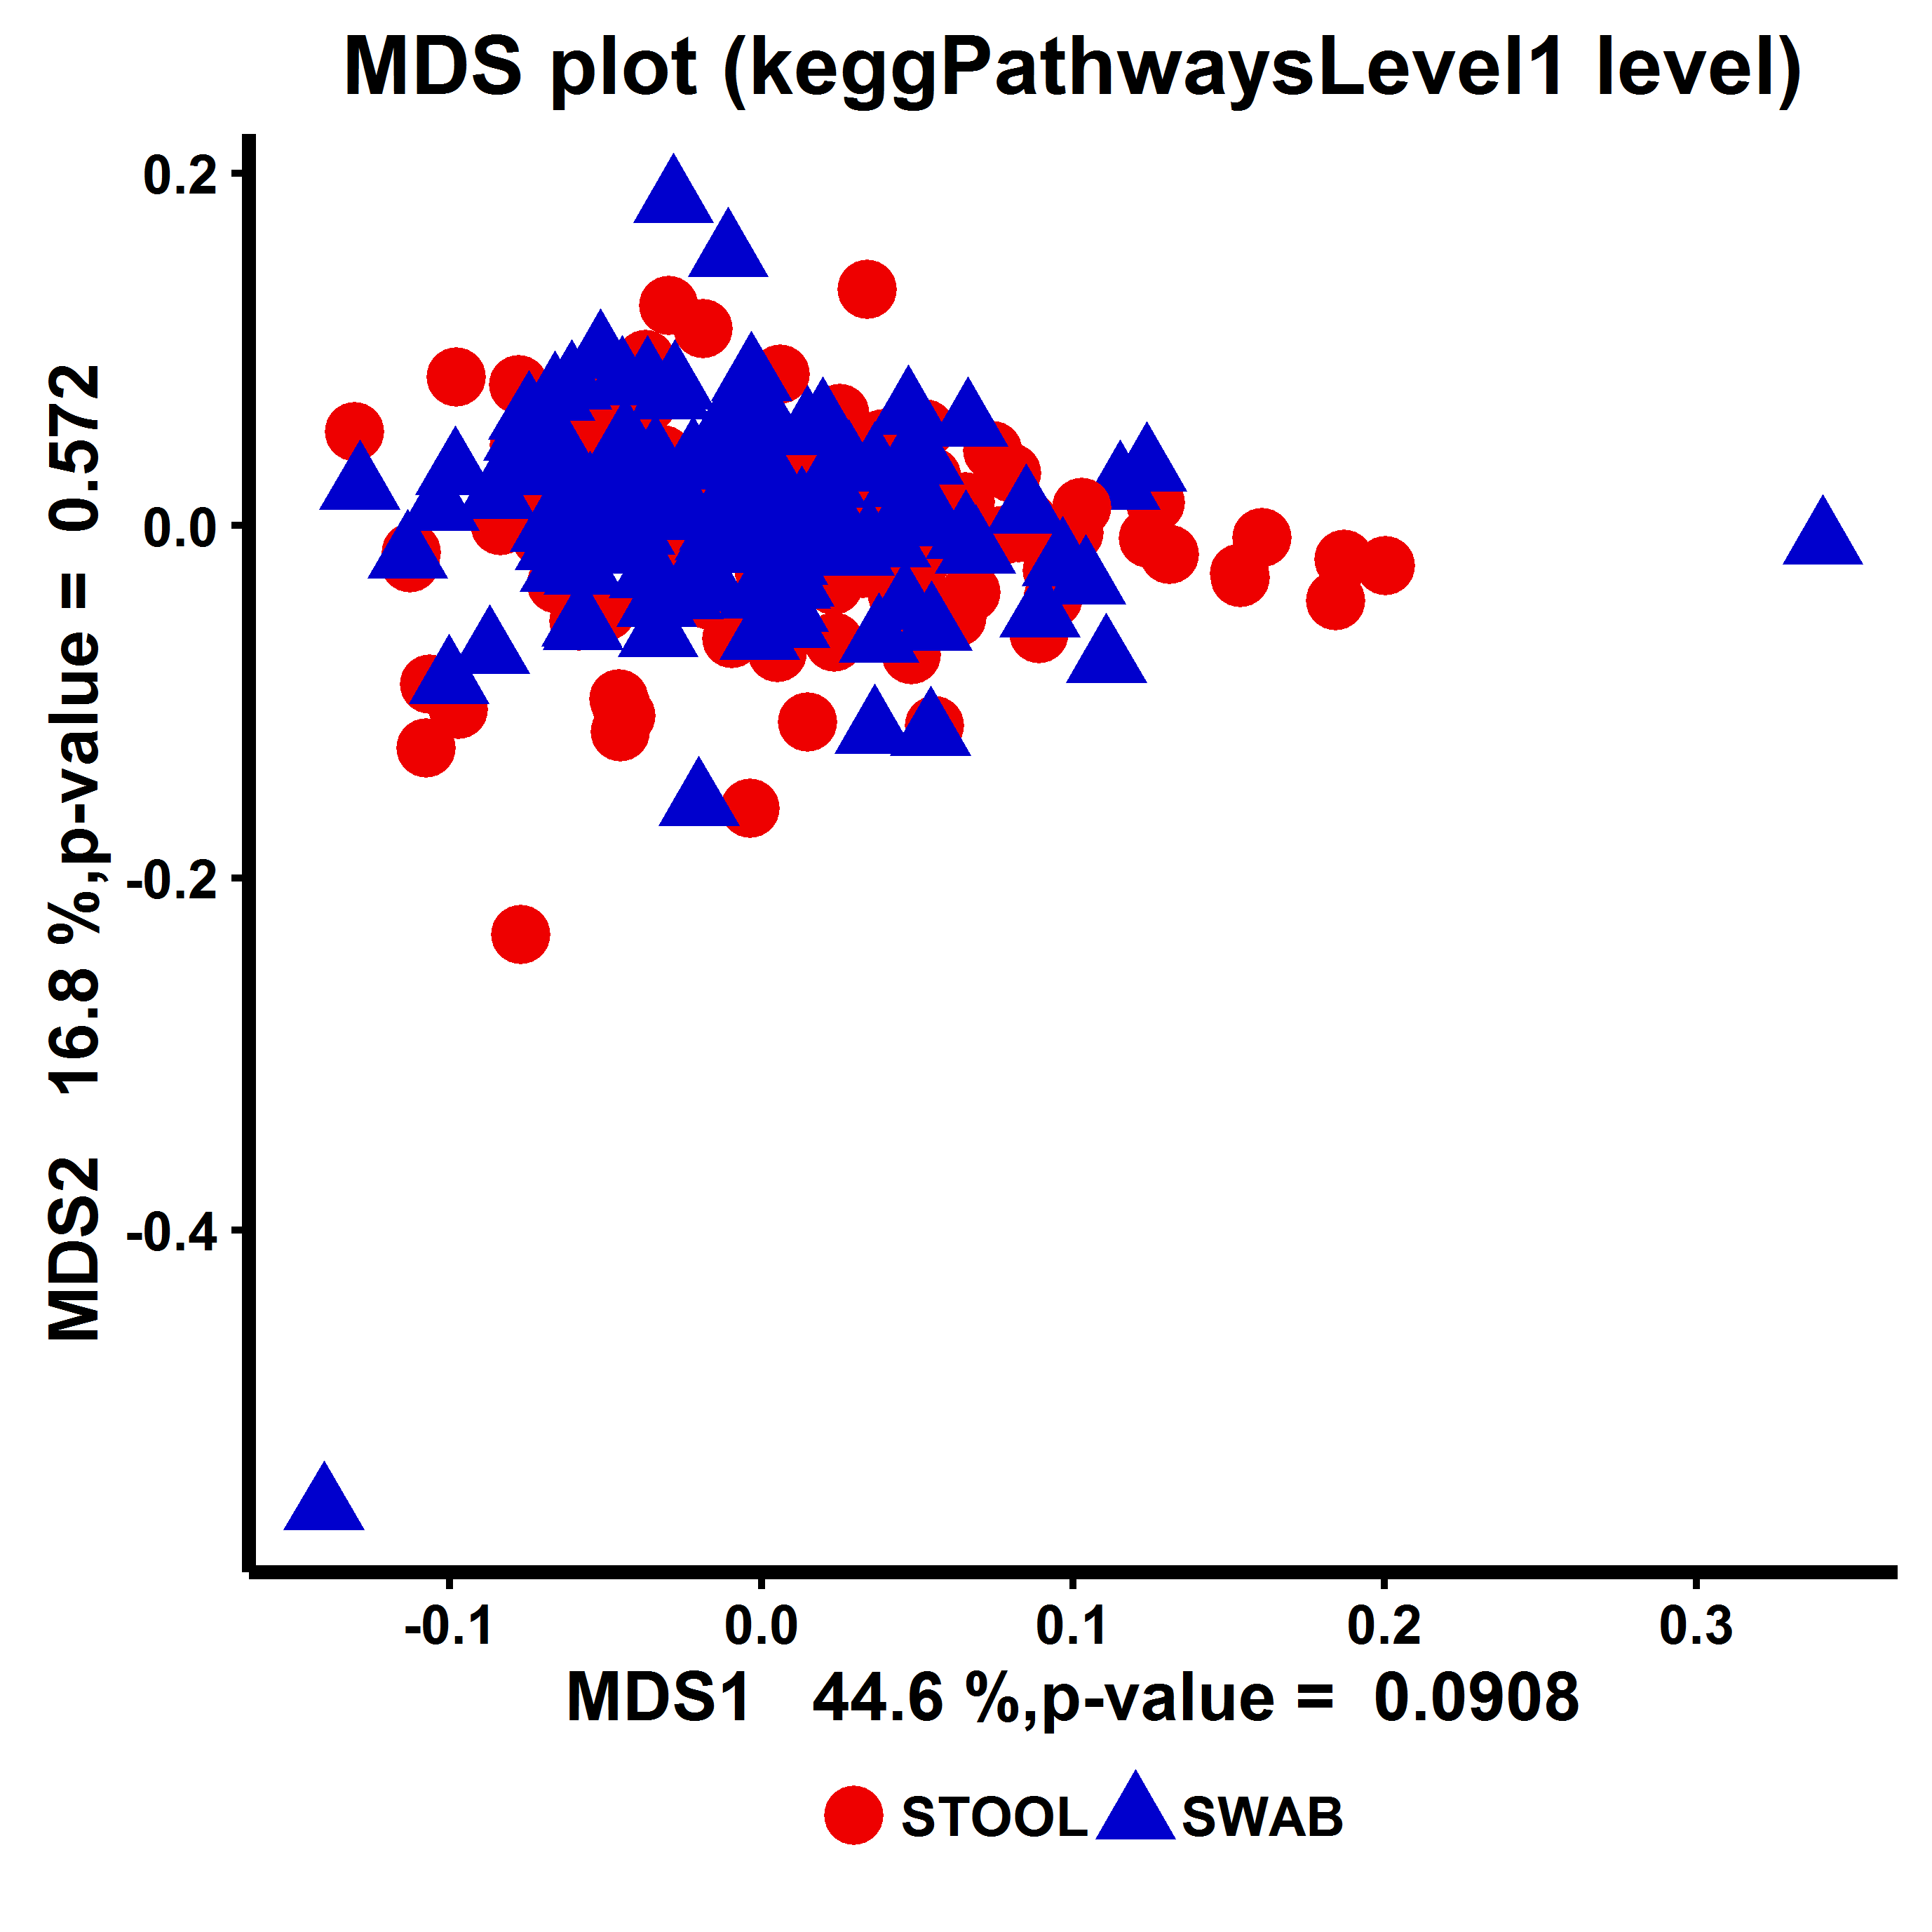 MDS plot (keggPathwaysLevel1 level)
MDS2 16.8 %,p-value = 0.572
0.2
0.0
-0.2
-0.4
-0.1 0.0 0.1 0.2 0.3
MDS1 44.6 %,p-value = 0.0908
STOOL SWAB